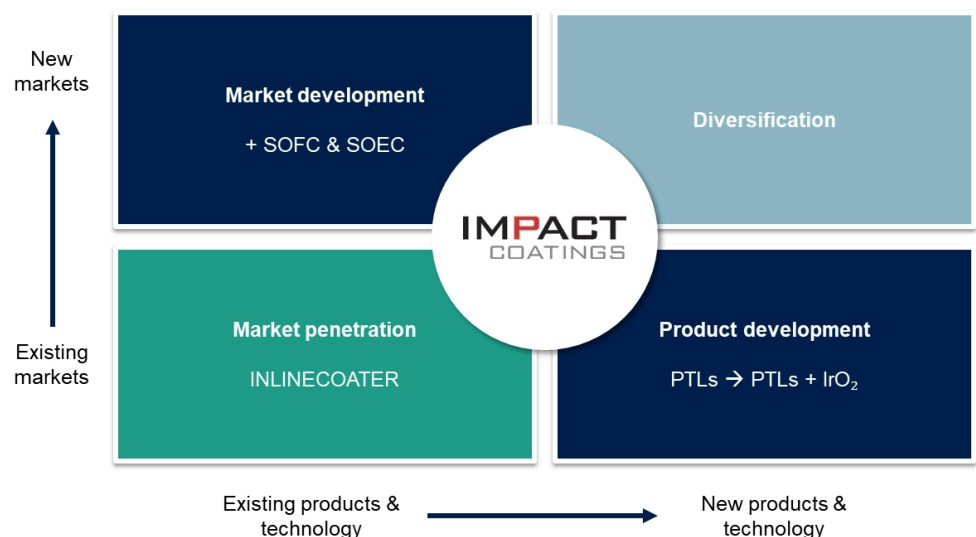 New
markets
Market development
+ SOFC & SOEC
Diversification
IMPACT
COATINGS
Existing
markets
Market penetration
INLINECOATER
Product development
PTLs → PTLs + IrO₂
Existing products &
technology
New products &
technology